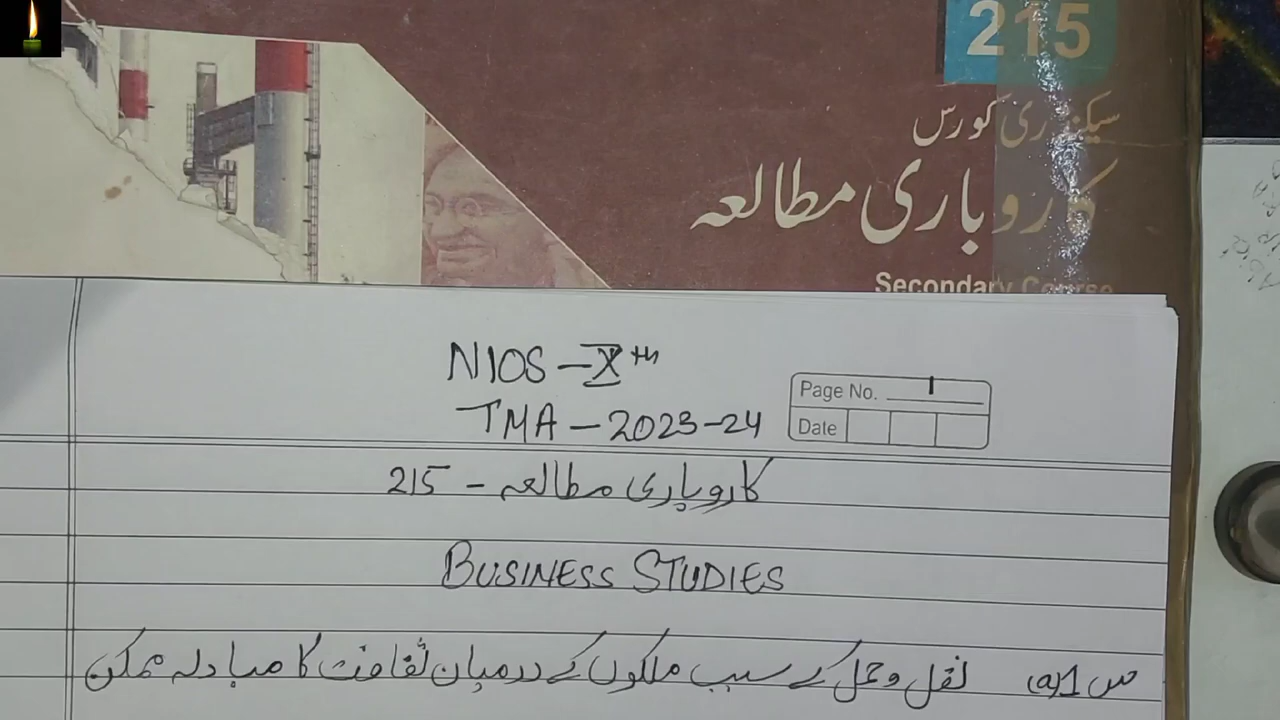 215
سیکنڈری کورس
کاروباری مطالعہ
Secondary Course
NIOS - Xth
Page No. 1
TMA - 2023-24
Date
کاروباری مطالعہ - 215
BUSINESS STUDIES
س 1(a) نقل و حمل کے سبب ملکوں کے درمیان ثقافت کا مبادلہ ممکن